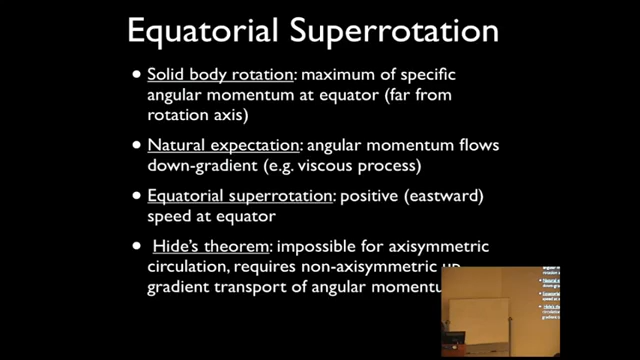 Equatorial Superrotation
• Solid body rotation: maximum of specific
angular momentum at equator (far from
rotation axis)
• Natural expectation: angular momentum flows
down-gradient (e.g. viscous process)
• Equatorial superrotation: positive (eastward)
speed at equator
• Hide's theorem: impossible for axisymmetric
circulation, requires non-axisymmetric
gradient transport of angular